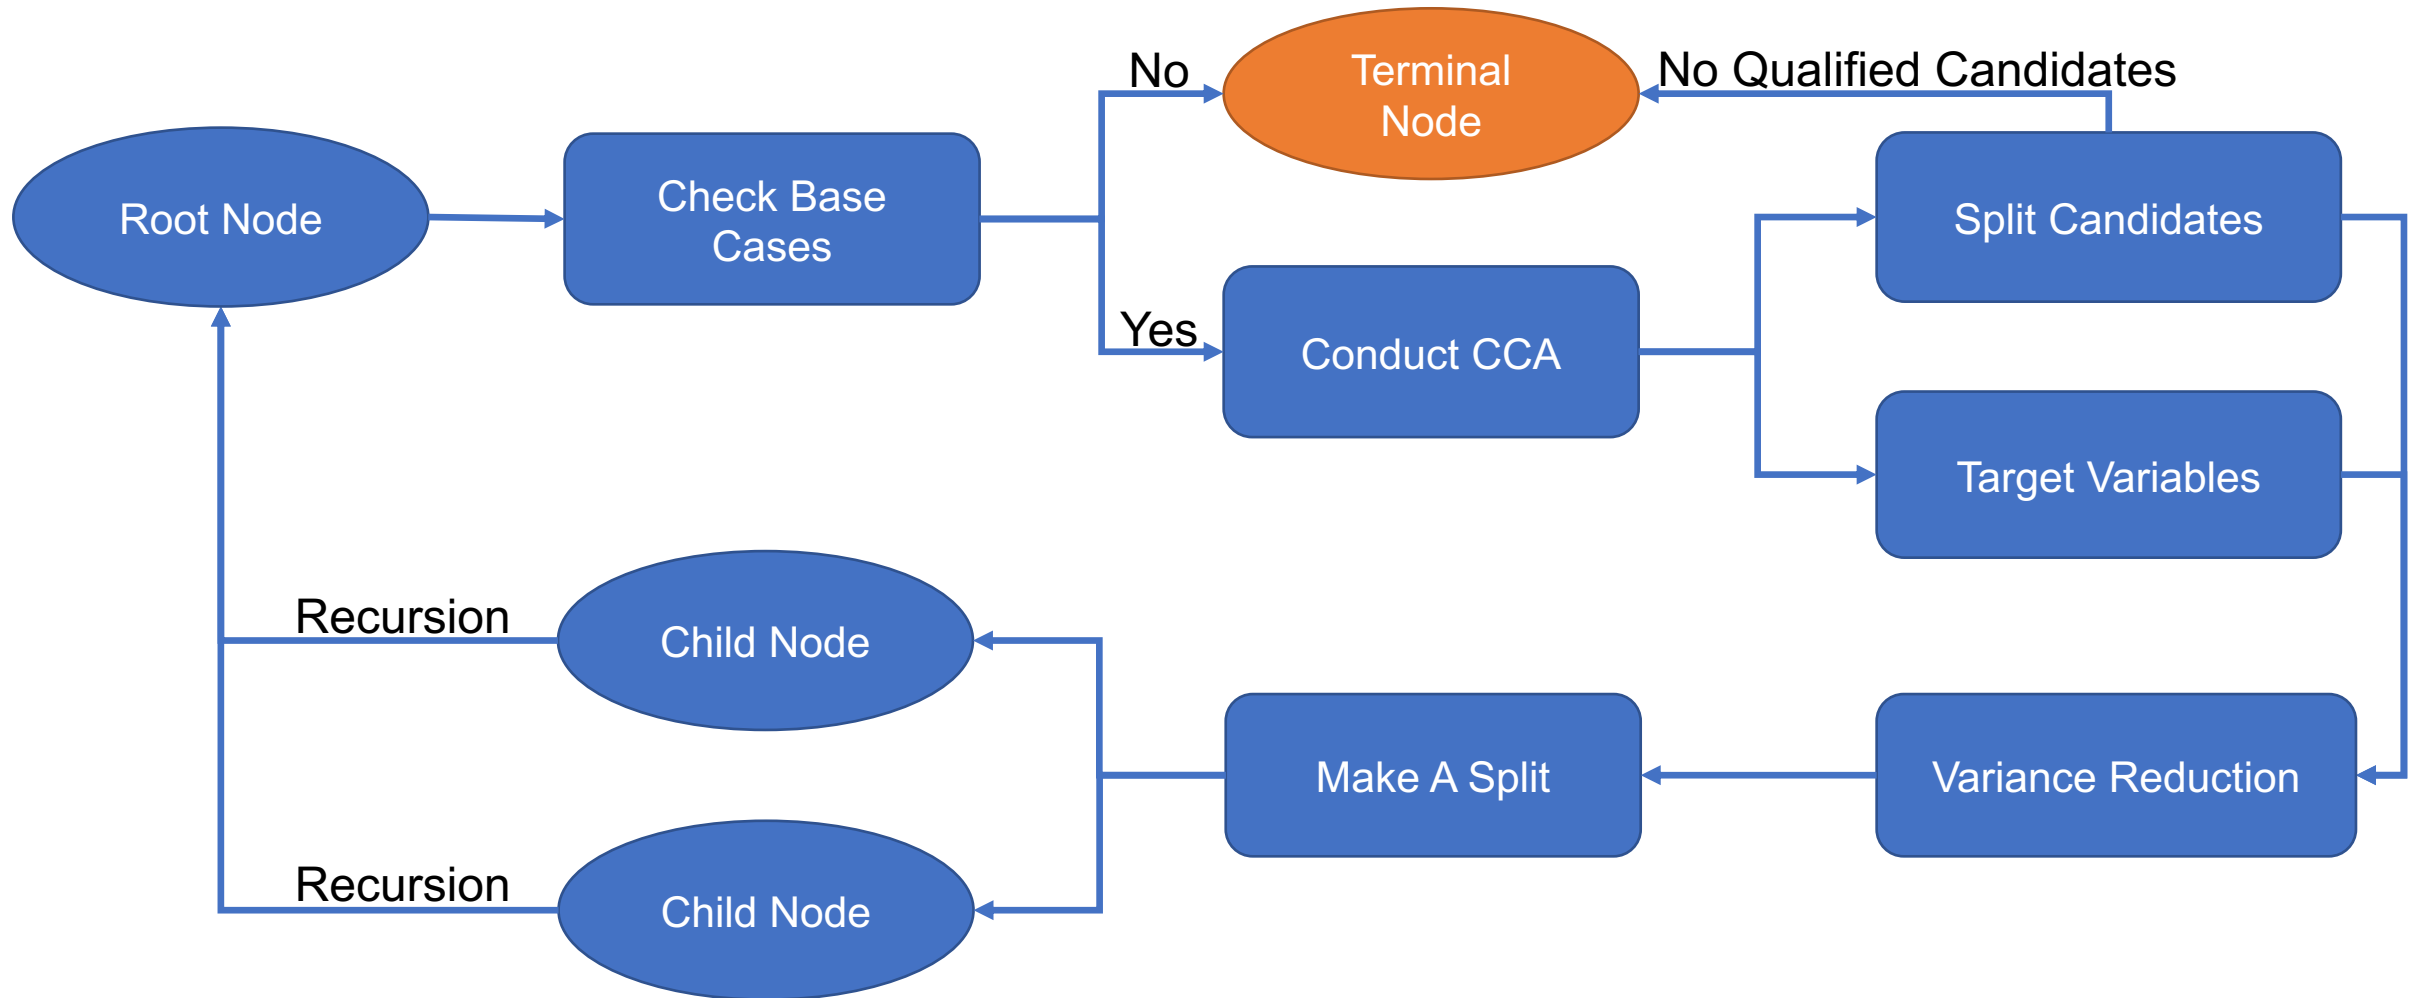 No
Terminal
Node
No Qualified Candidates
Root Node
Check Base
Cases
Split Candidates
Yes
Conduct CCA
Target Variables
Recursion
Child Node
Make A Split
Variance Reduction
Recursion
Child Node